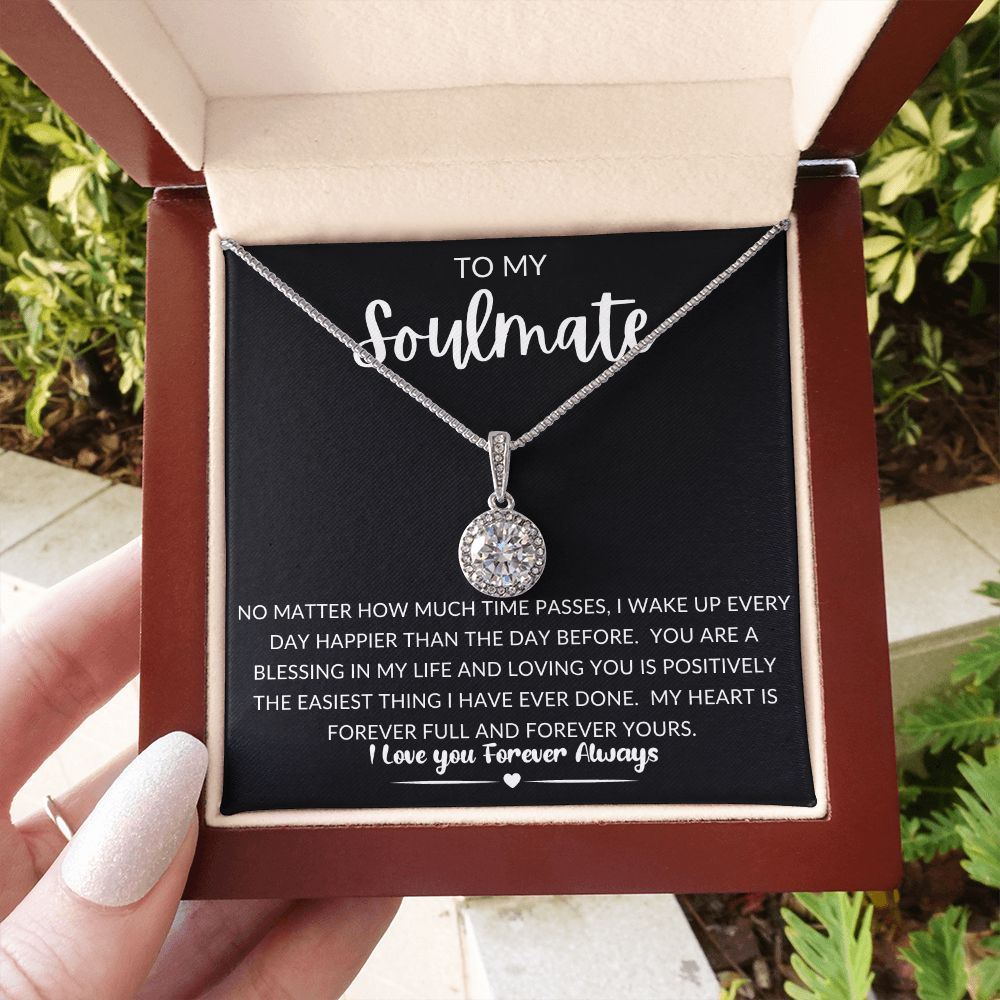 TO MY
Soulmate
NO MATTER HOW MUCH TIME PASSES, I WAKE UP EVERY
DAY HAPPIER THAN THE DAY BEFORE. YOU ARE A
BLESSING IN MY LIFE AND LOVING YOU IS POSITIVELY
THE EASIEST THING I HAVE EVER DONE. MY HEART IS
FOREVER FULL AND FOREVER YOURS.
I Love you Forever Always